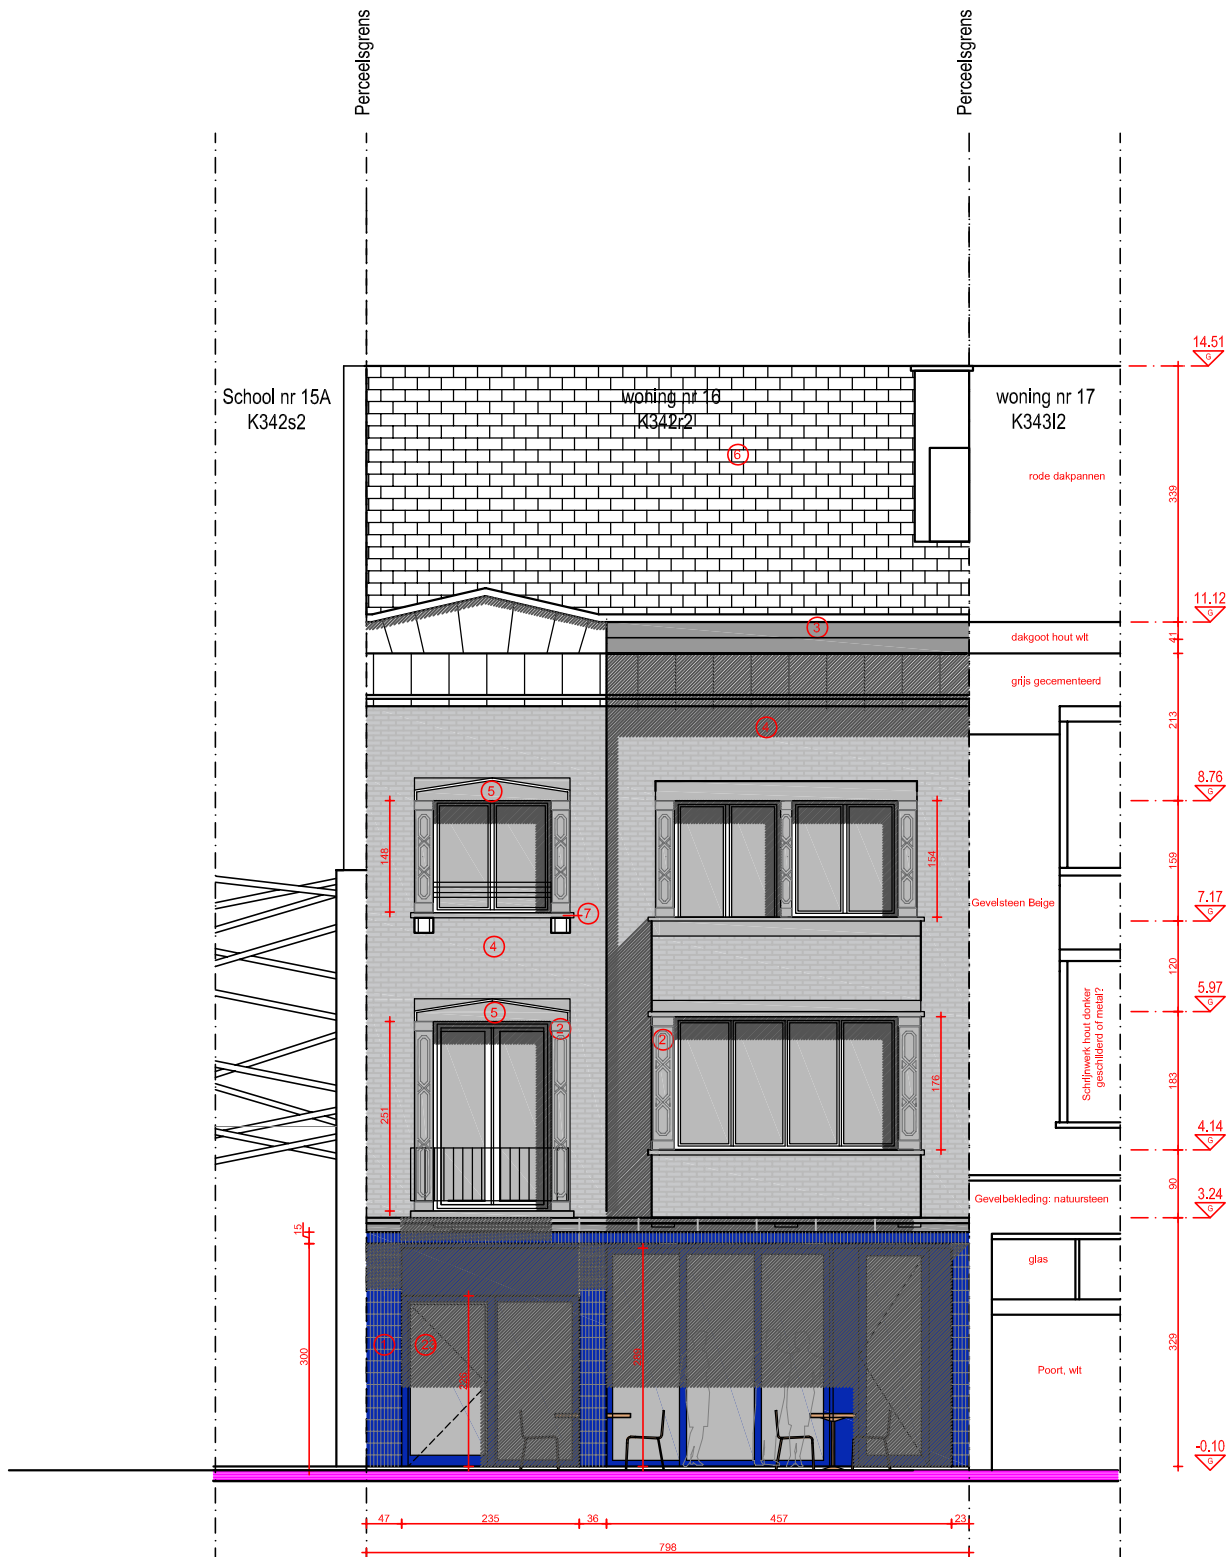 Perceelsgrens
Perceelsgrens
14.51
G
School nr 15A
K342s2
woning nr 16
K342r2
woning nr 17
K343l2
6
rode dakpannen
339
11.12
G
3
dakgoot hout wit
41
grijs gecementeerd
4
213
8.76
G
5
148
154
159
7
Gevelsteen Beige
7.17
G
4
120
5.97
G
5
2
2
Schrijnwerk hout donker
geschilderd of metal?
251
176
183
4.14
G
90
Gevelbekleding: natuursteen
3.24
G
15
glas
1
2
300
329
Poort, wit
-0.10
G
47
235
36
457
23
798